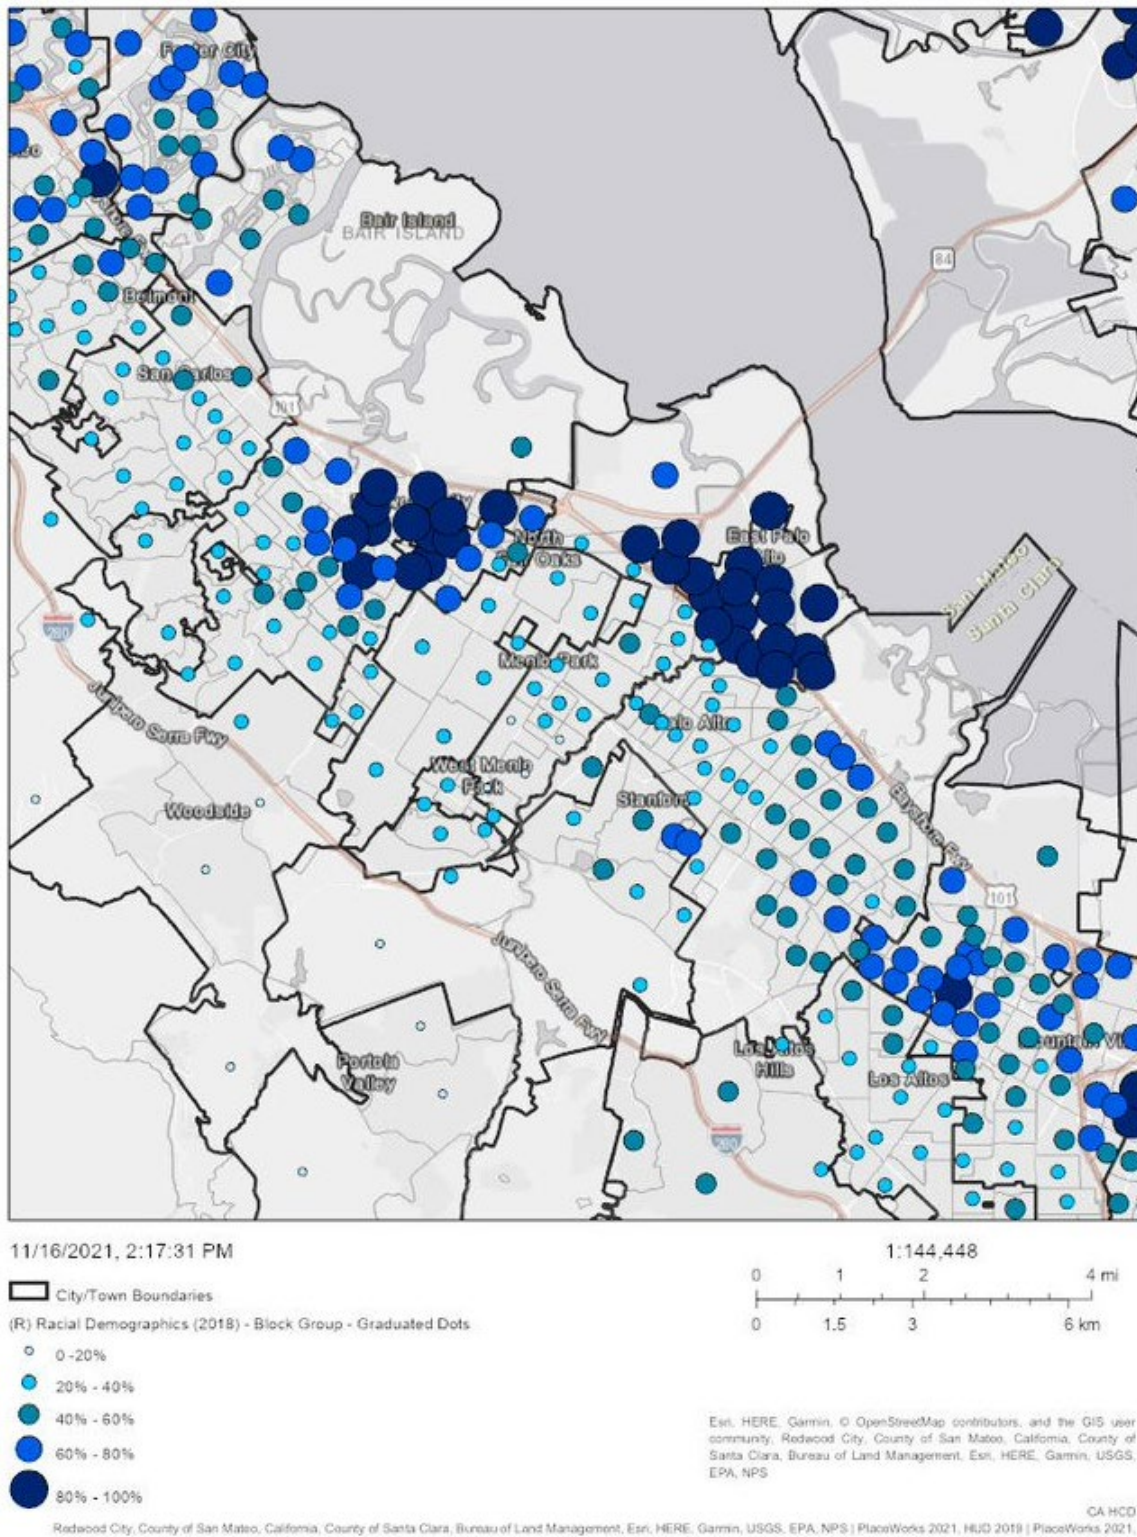 Foster City
Bair Island
BAIR ISLAND
84
Belmont
San Carlos
101
North
Oaks
East Palo
Alto
San Mateo
Santa Clara
280
Menlo Park
Junipero Serra Fwy
Palo Alto
West Menlo
Park
Woodside
Stanford
Bayshore Fwy
101
Junipero Serra Fwy
Portola
Valley
Los Altos
Hills
Los Altos
280
11/16/2021, 2:17:31 PM
1:144,448
0 1 2 4 mi
0 1.5 3 6 km
City/Town Boundaries
(R) Racial Demographics (2018) - Block Group - Graduated Dots
0 -20%
20% - 40%
40% - 60%
60% - 80%
80% - 100%
Esri, HERE, Garmin, © OpenStreetMap contributors, and the GIS user
community, Redwood City, County of San Mateo, California, County of
Santa Clara, Bureau of Land Management, Esri, HERE, Garmin, USGS,
EPA, NPS
CA HCD
Redwood City, County of San Mateo, California, County of Santa Clara, Bureau of Land Management, Esri, HERE, Garmin, USGS, EPA, NPS | PlaceWorks 2021, HUD 2019 | PlaceWorks 2021